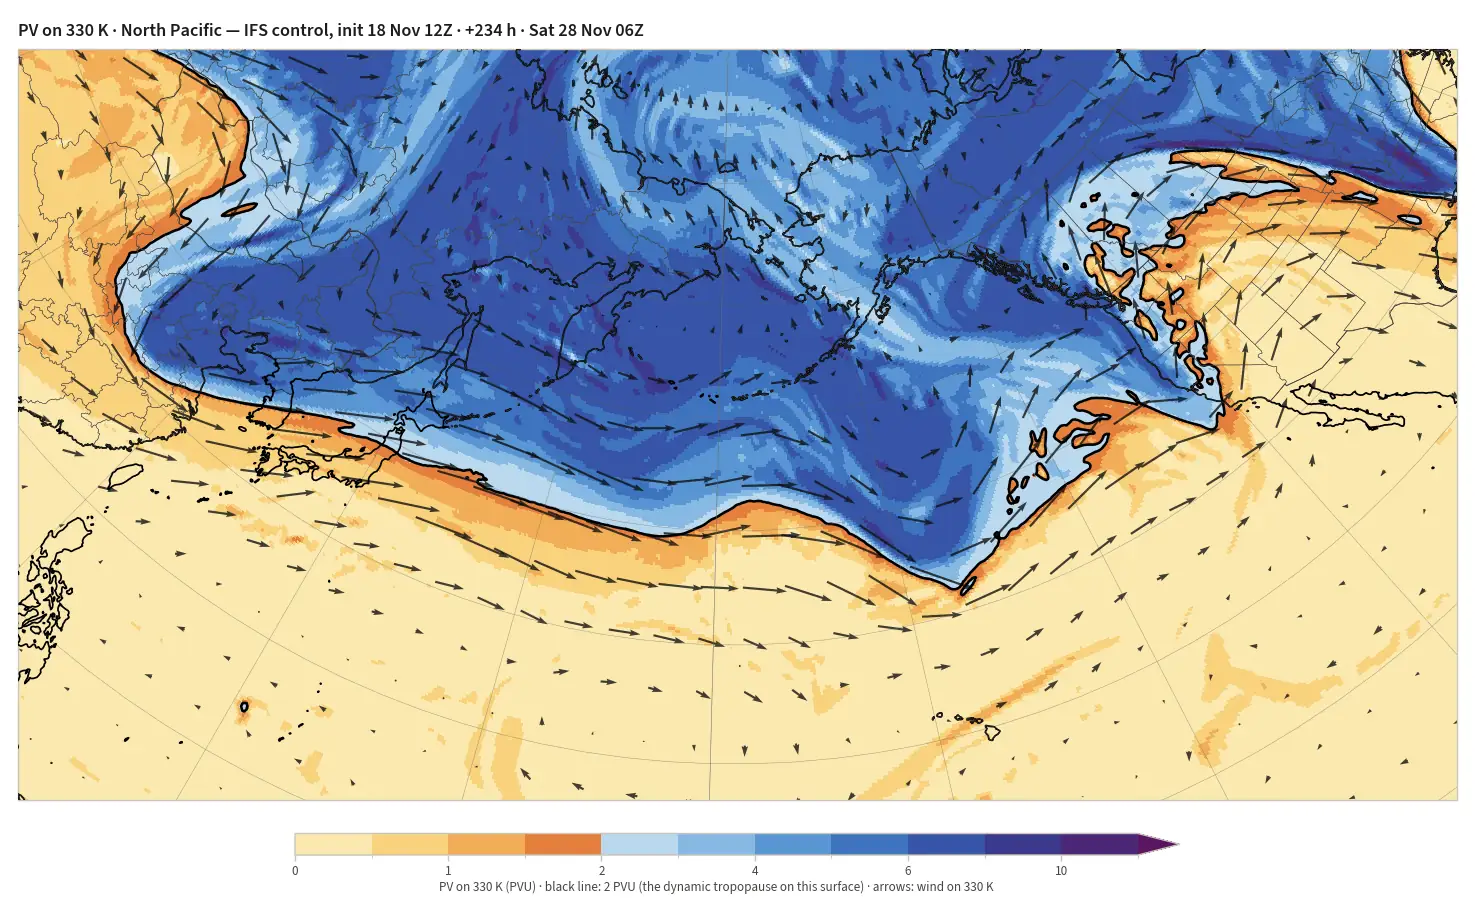 PV on 330 K · North Pacific — IFS control, init 18 Nov 12Z · +234 h · Sat 28 Nov 06Z
0 1 2 4 6 8 10
PV on 330 K (PVU) · black line: 2 PVU (the dynamic tropopause on this surface) · arrows: wind on 330 K